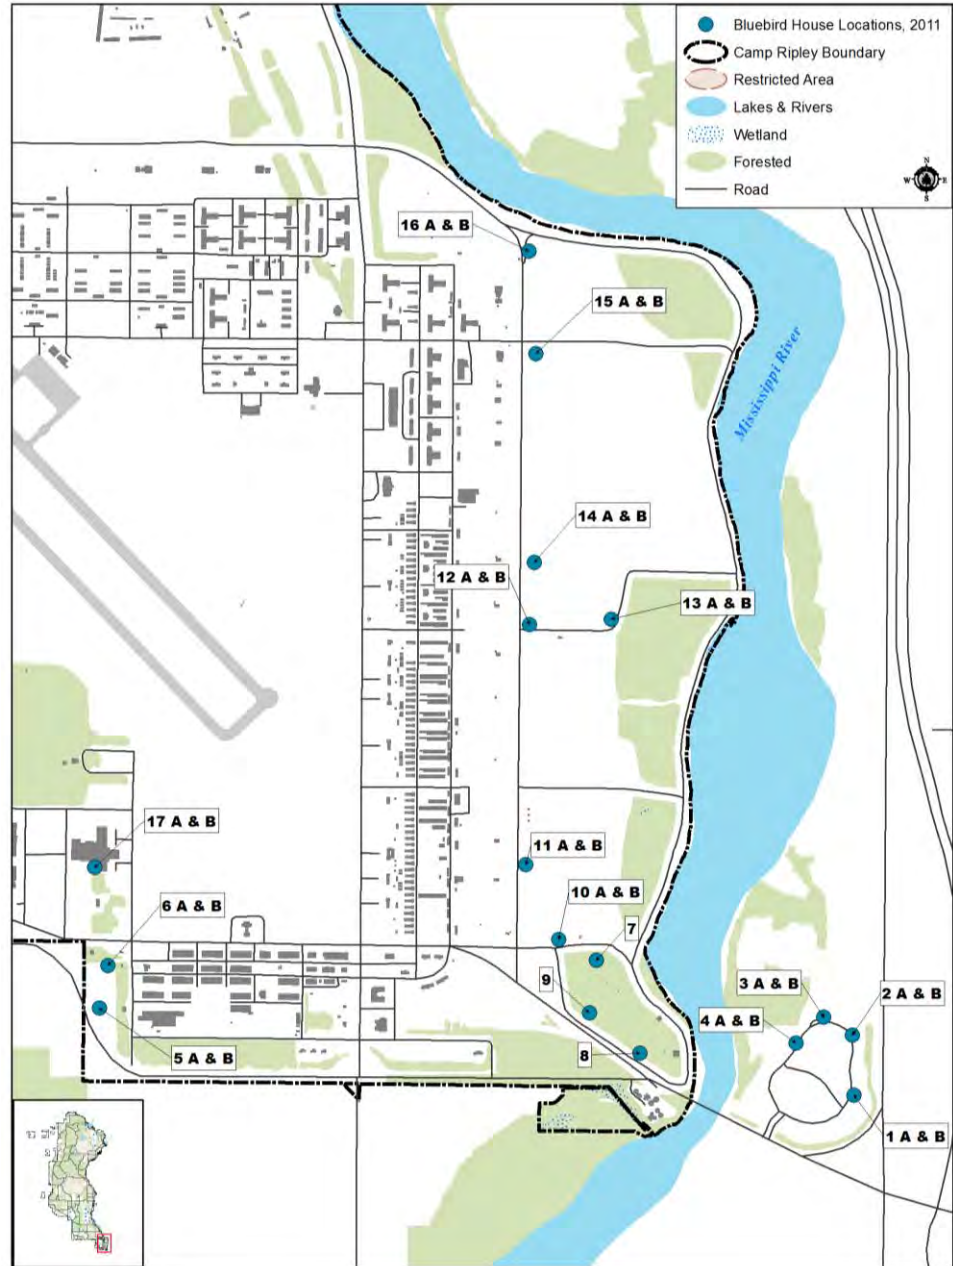 Bluebird House Locations, 2011
Camp Ripley Boundary
Restricted Area
Lakes & Rivers
Wetland
Forested
Road
N
W
E
S
16 A & B
15 A & B
Mississippi River
14 A & B
12 A & B
13 A & B
17 A & B
11 A & B
10 A & B
6 A & B
7
9
3 A & B
2 A & B
4 A & B
5 A & B
8
1 A & B